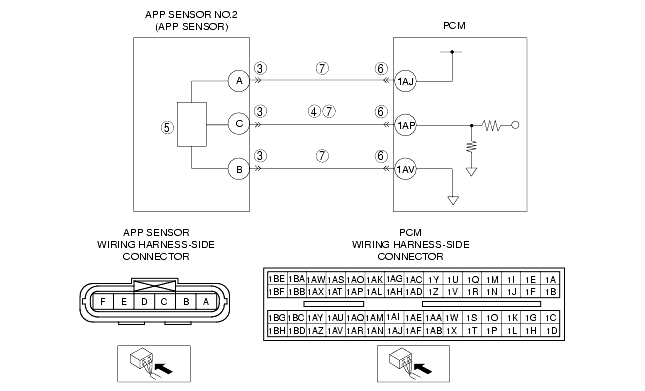 APP SENSOR NO.2
(APP SENSOR)
PCM
A 3 7 6 1AJ
5 C 3 4 7 6 1AP
B 3 7 6 1AV
APP SENSOR
WIRING HARNESS-SIDE
CONNECTOR
PCM
WIRING HARNESS-SIDE
CONNECTOR
F E D C B A
1BE 1BA 1AW 1AS 1AO 1AK 1AG 1AC 1Y 1U 1Q 1M 1I 1E 1A
1BF 1BB 1AX 1AT 1AP 1AL 1AH 1AD 1Z 1V 1R 1N 1J 1F 1B
1BG 1BC 1AY 1AU 1AQ 1AM 1AI 1AE 1AA 1W 1S 1O 1K 1G 1C
1BH 1BD 1AZ 1AV 1AR 1AN 1AJ 1AF 1AB 1X 1T 1P 1L 1H 1D